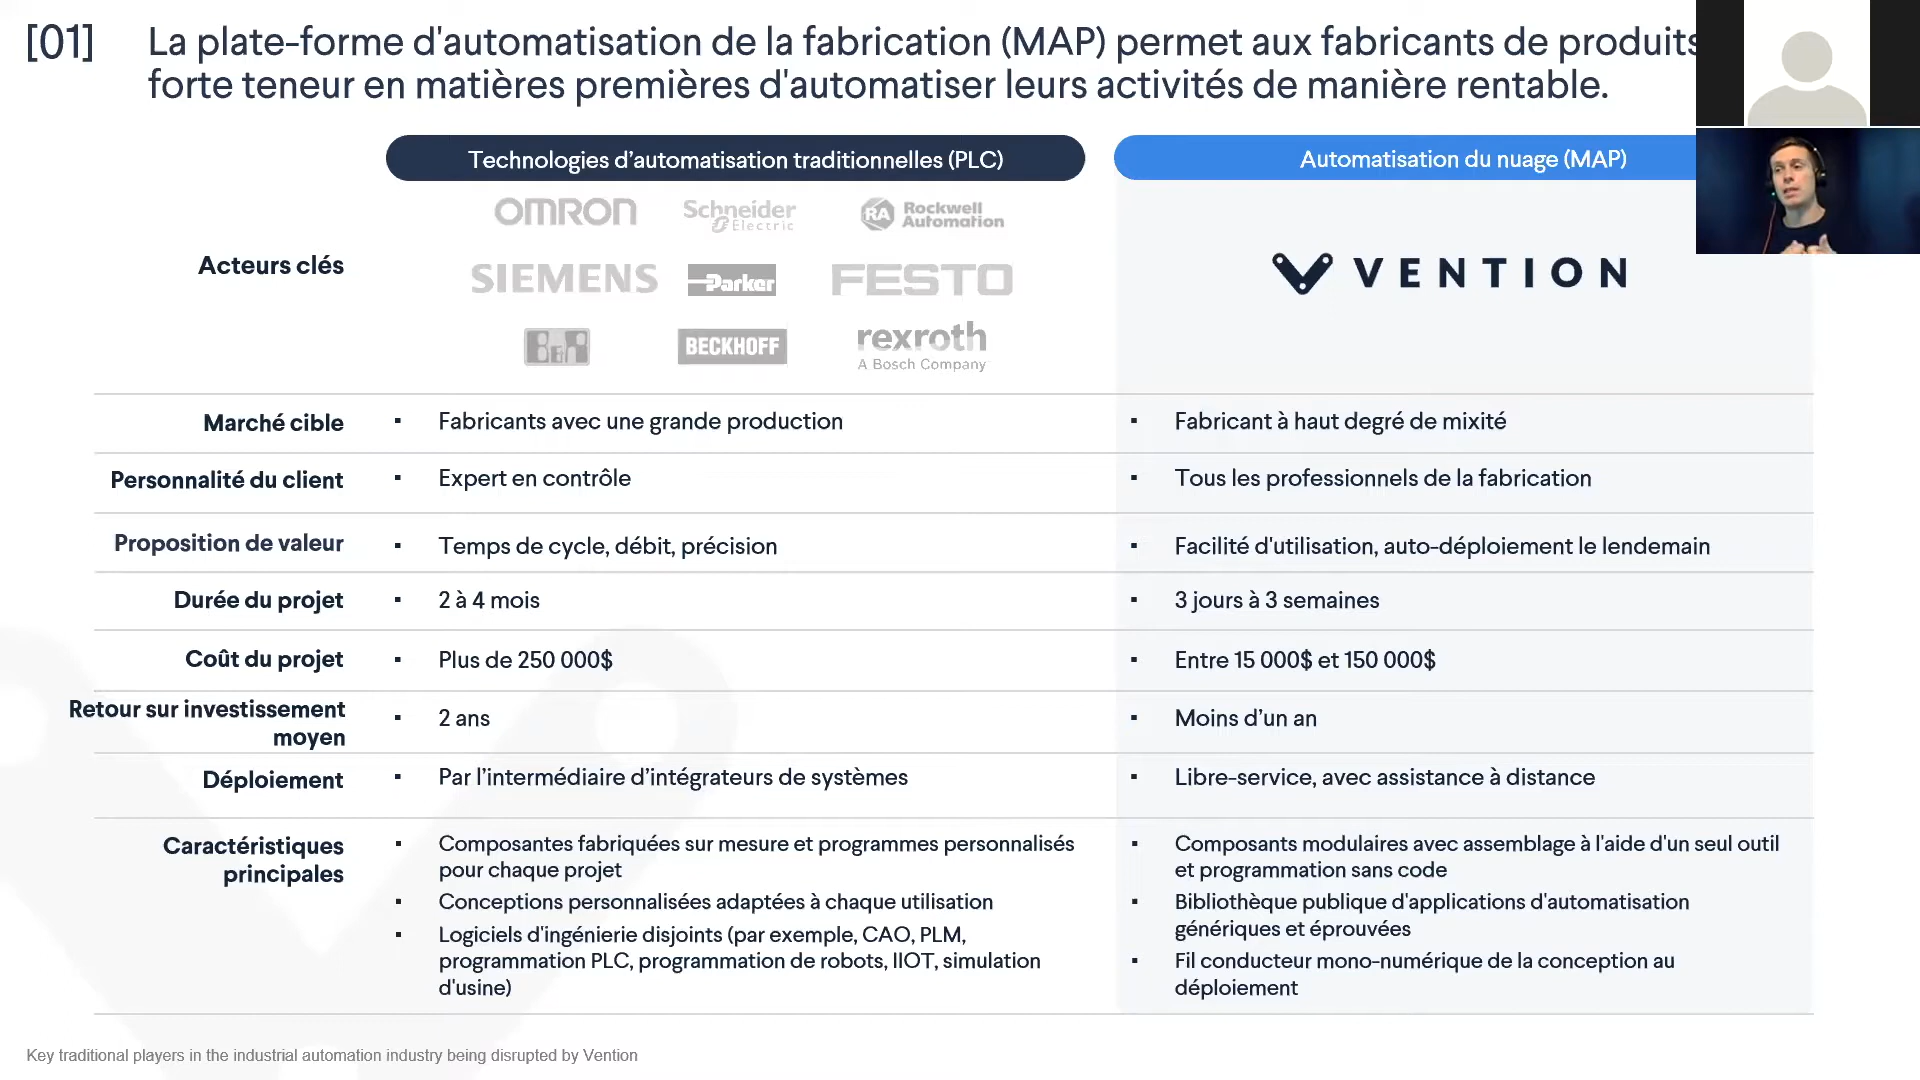 [01]
La plate-forme d'automatisation de la fabrication (MAP) permet aux fabricants de produits
forte teneur en matières premières d'automatiser leurs activités de manière rentable.
Technologies d’automatisation traditionnelles (PLC)
Automatisation du nuage (MAP)
Acteurs clés
OMRON
Schneider
Electric
RA
Rockwell
Automation
SIEMENS
Parker
FESTO
B&R
BECKHOFF
rexroth
A Bosch Company
VENTION
Marché cible
▪ Fabricants avec une grande production
▪ Fabricant à haut degré de mixité
Personnalité du client
▪ Expert en contrôle
▪ Tous les professionnels de la fabrication
Proposition de valeur
▪ Temps de cycle, débit, précision
▪ Facilité d'utilisation, auto-déploiement le lendemain
Durée du projet
▪ 2 à 4 mois
▪ 3 jours à 3 semaines
Coût du projet
▪ Plus de 250 000$
▪ Entre 15 000$ et 150 000$
Retour sur investissement
moyen
▪ 2 ans
▪ Moins d’un an
Déploiement
▪ Par l’intermédiaire d’intégrateurs de systèmes
▪ Libre-service, avec assistance à distance
Caractéristiques
principales
▪ Composantes fabriquées sur mesure et programmes personnalisés
pour chaque projet
▪ Conceptions personnalisées adaptées à chaque utilisation
▪ Logiciels d'ingénierie disjoints (par exemple, CAO, PLM,
programmation PLC, programmation de robots, IIOT, simulation
d'usine)
▪ Composants modulaires avec assemblage à l'aide d'un seul outil
et programmation sans code
▪ Bibliothèque publique d'applications d'automatisation
génériques et éprouvées
▪ Fil conducteur mono-numérique de la conception au
déploiement
Key traditional players in the industrial automation industry being disrupted by Vention